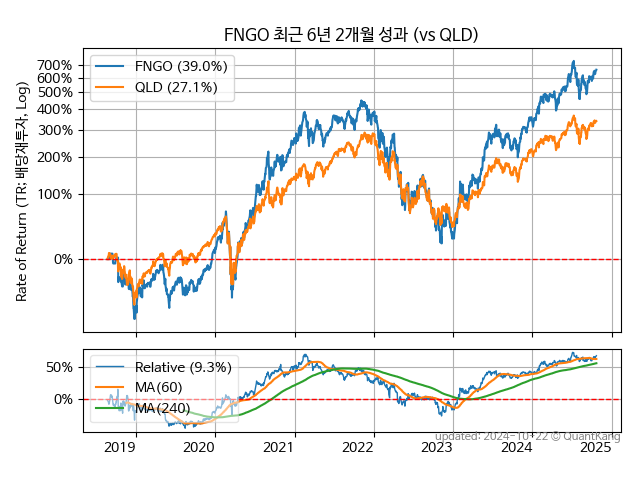 FNGO 최근 6년 2개월 성과 (vs QLD)
Rate of Return (TR: 배당재투자, Log)
700%
600%
500%
400%
300%
200%
100%
0%
FNGO (39.0%)
QLD (27.1%)
50%
0%
Relative (9.3%)
MA(60)
MA(240)
updated: 2024-10-22 © QuantKang
2019 2020 2021 2022 2023 2024 2025